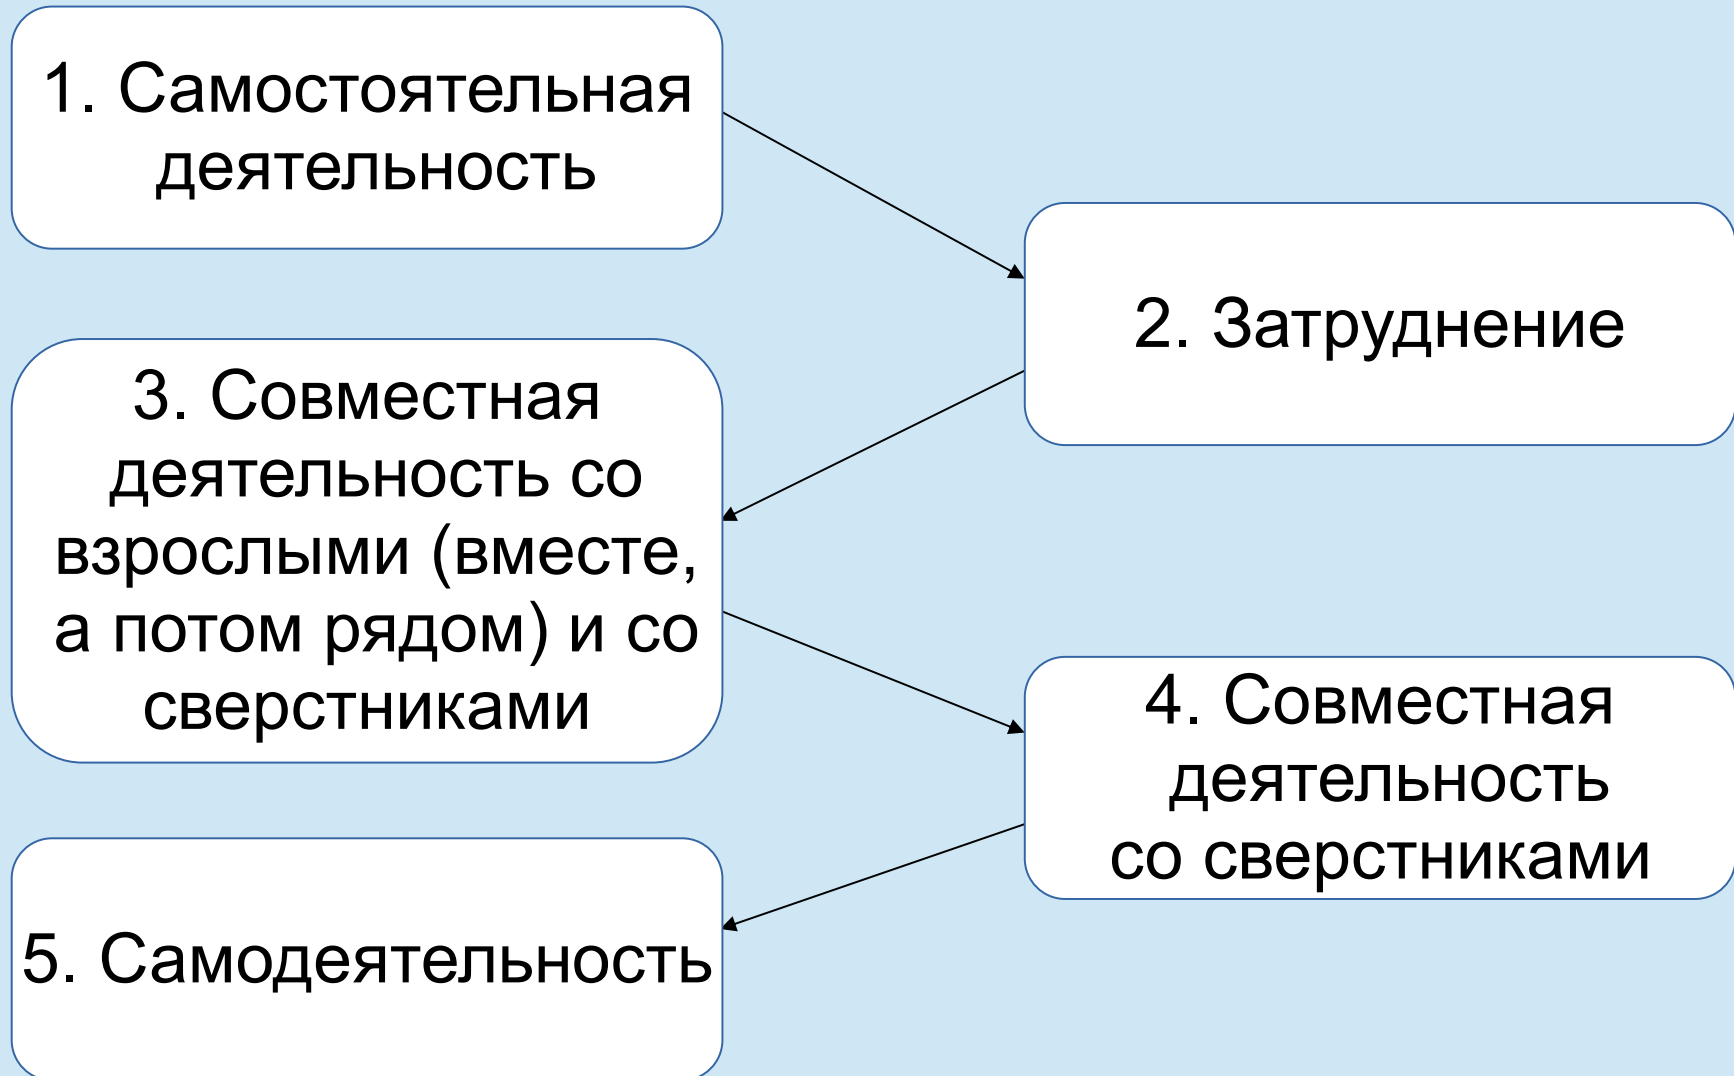 1. Самостоятельная
деятельность
2. Затруднение
3. Совместная
деятельность со
взрослыми (вместе,
а потом рядом) и со
сверстниками
4. Совместная
деятельность
со сверстниками
5. Самодеятельность